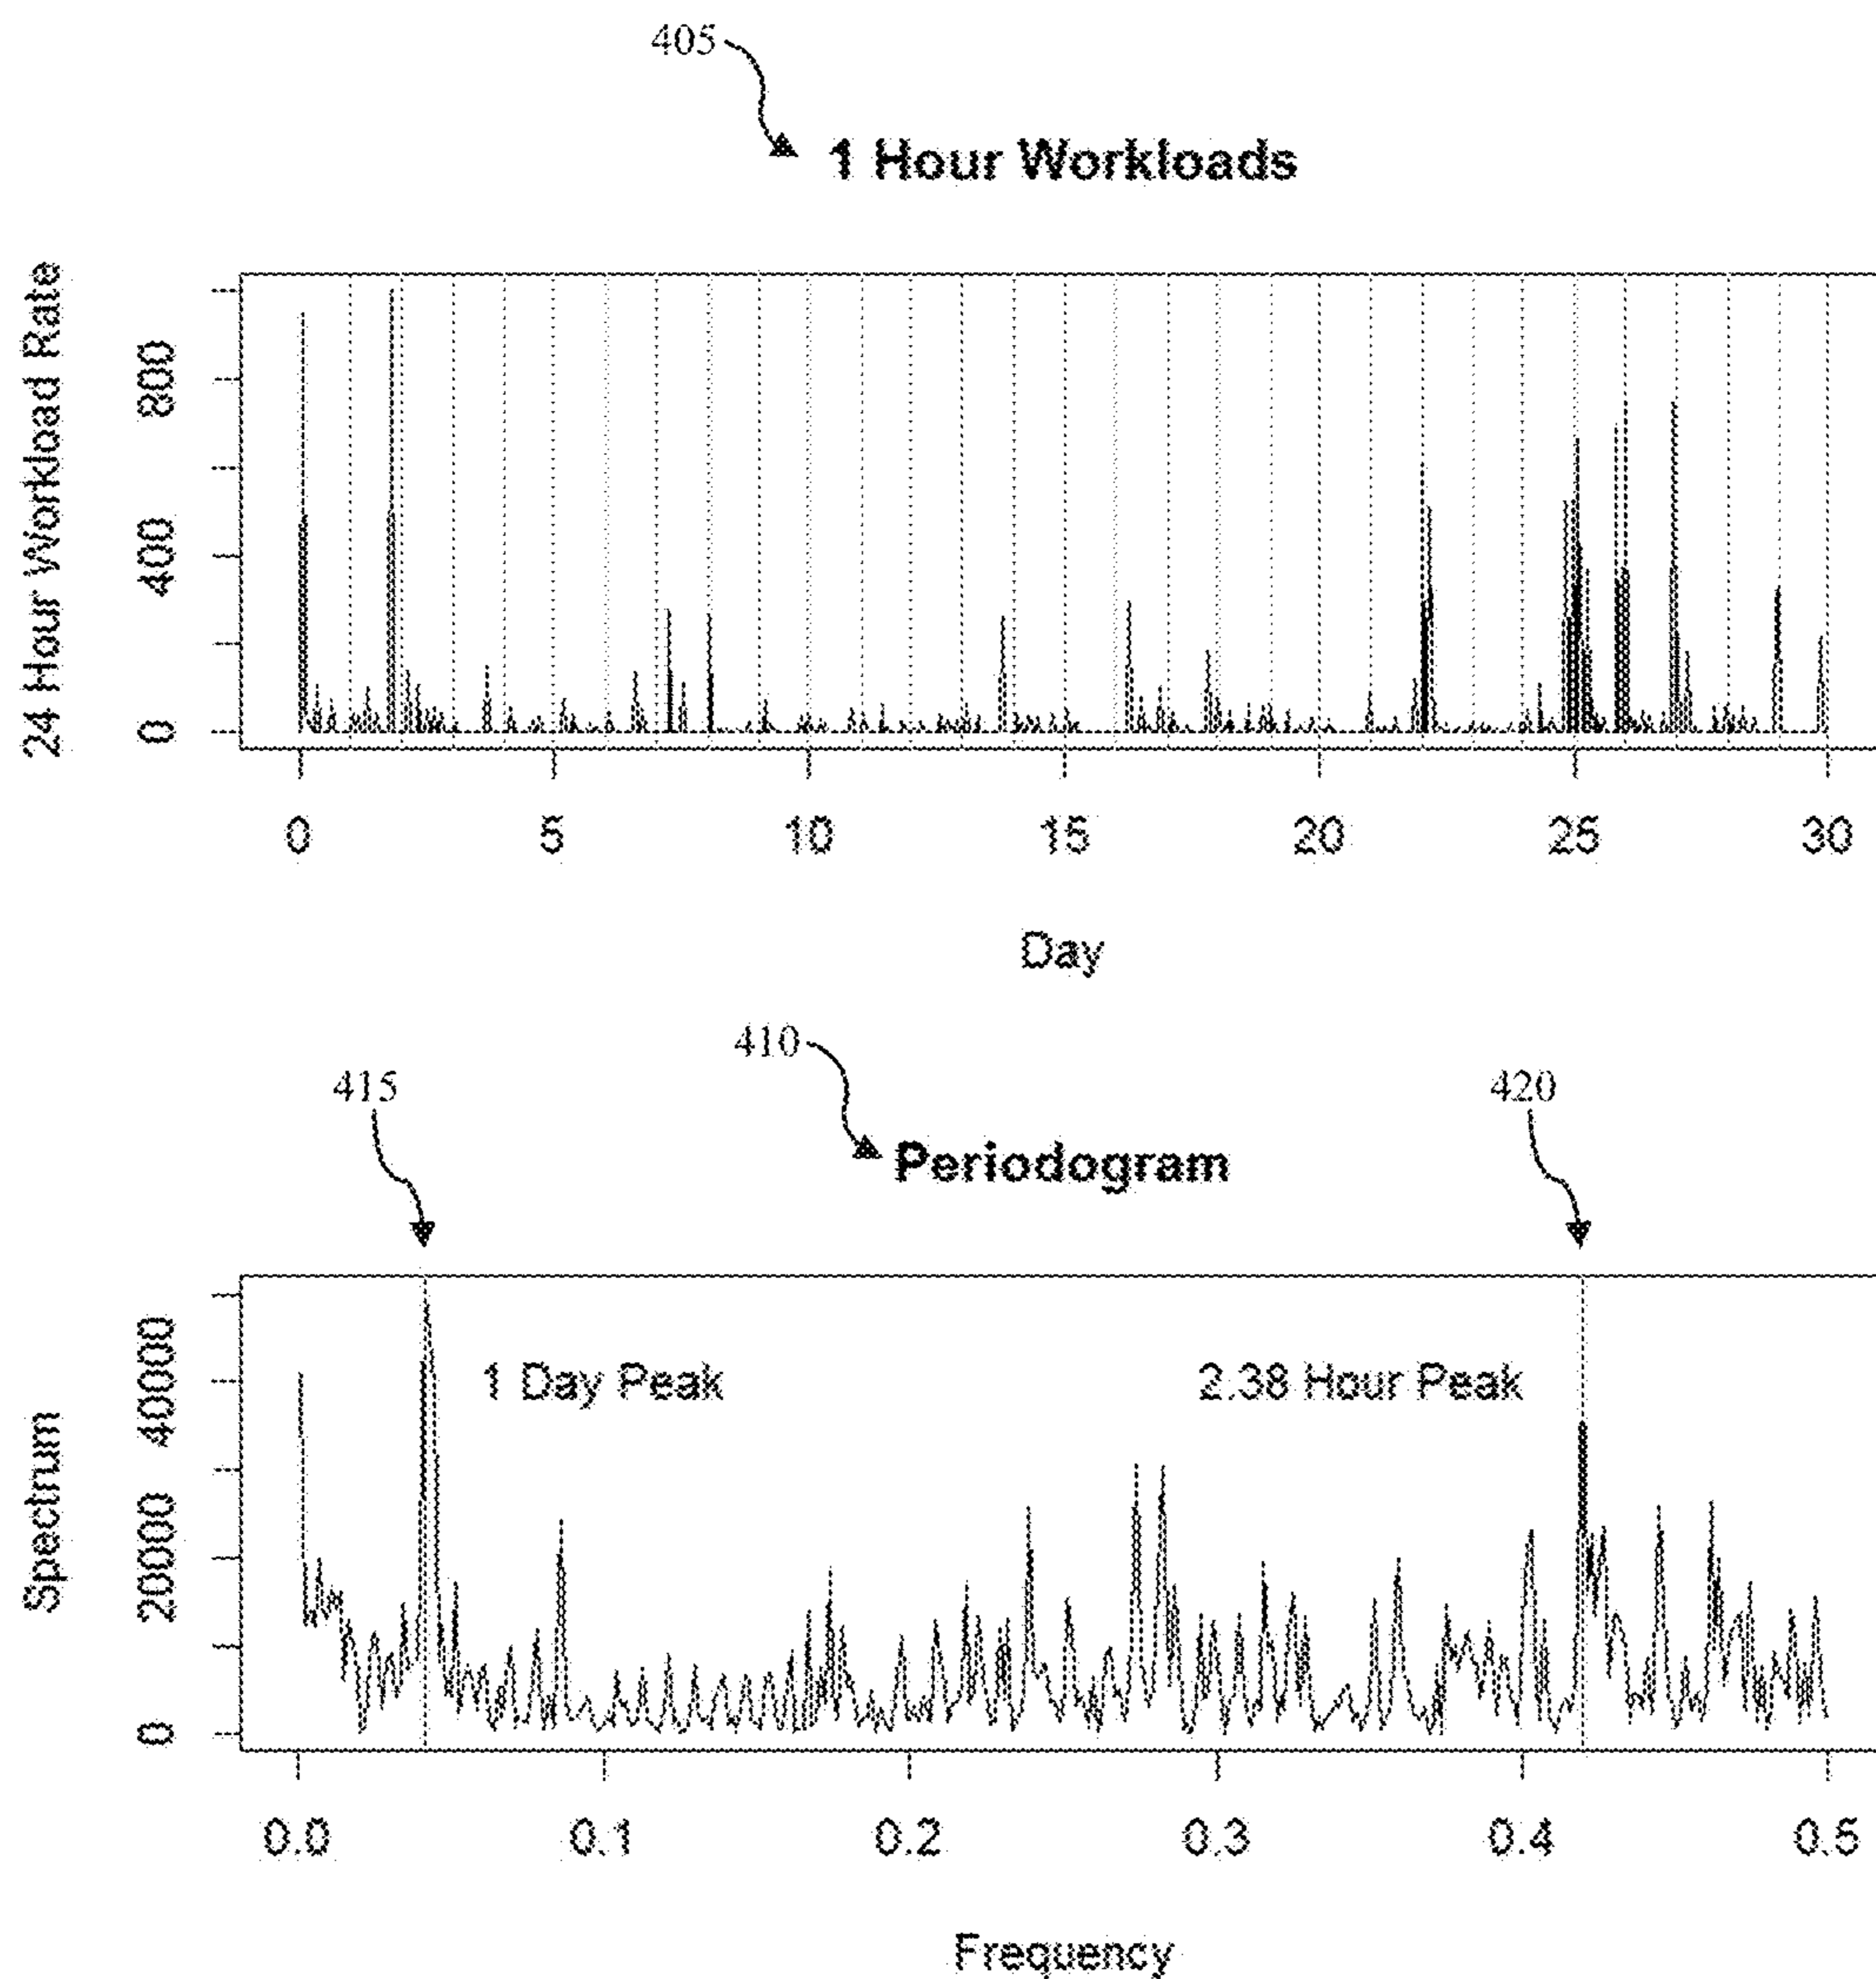 405
1 Hour Workloads
24 Hour Workload Rate
800
400
0
0 5 10 15 20 25 30
Day
410
415
420
Periodogram
1 Day Peak
2.38 Hour Peak
Spectrum
40000
20000
0
0.0 0.1 0.2 0.3 0.4 0.5
Frequency